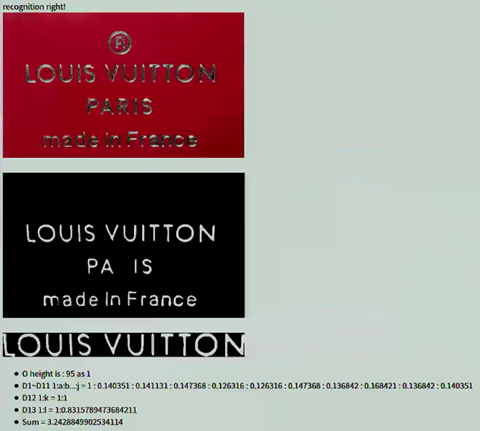 recognition right!
®
LOUIS VUITTON
PARIS
made in France
LOUIS VUITTON
PA IS
made in France
LOUIS VUITTON
• O height is : 95 as 1
• D1~D11 1:a:b...:j = 1 : 0.140351 : 0.141131 : 0.147368 : 0.126316 : 0.126316 : 0.147368 : 0.136842 : 0.168421 : 0.136842 : 0.140351
• D12 1:k = 1:1
• D13 1:l = 1:0.8315789473684211
• Sum = 3.2428849902534114